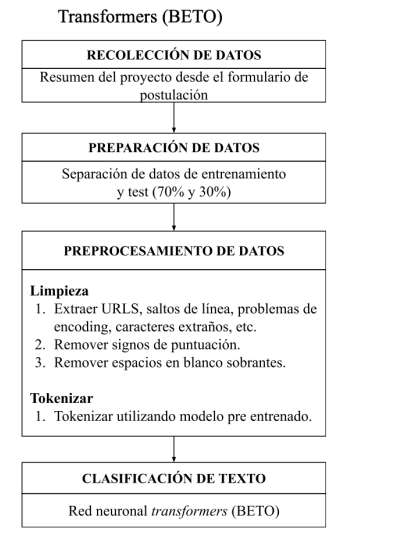 Transformers (BETO)
RECOLECCIÓN DE DATOS
Resumen del proyecto desde el formulario de
postulación
PREPARACIÓN DE DATOS
Separación de datos de entrenamiento
y test (70% y 30%)
PREPROCESAMIENTO DE DATOS
Limpieza
1. Extraer URLS, saltos de línea, problemas de
encoding, caracteres extraños, etc.
2. Remover signos de puntuación.
3. Remover espacios en blanco sobrantes.
Tokenizar
1. Tokenizar utilizando modelo pre entrenado.
CLASIFICACIÓN DE TEXTO
Red neuronal transformers (BETO)